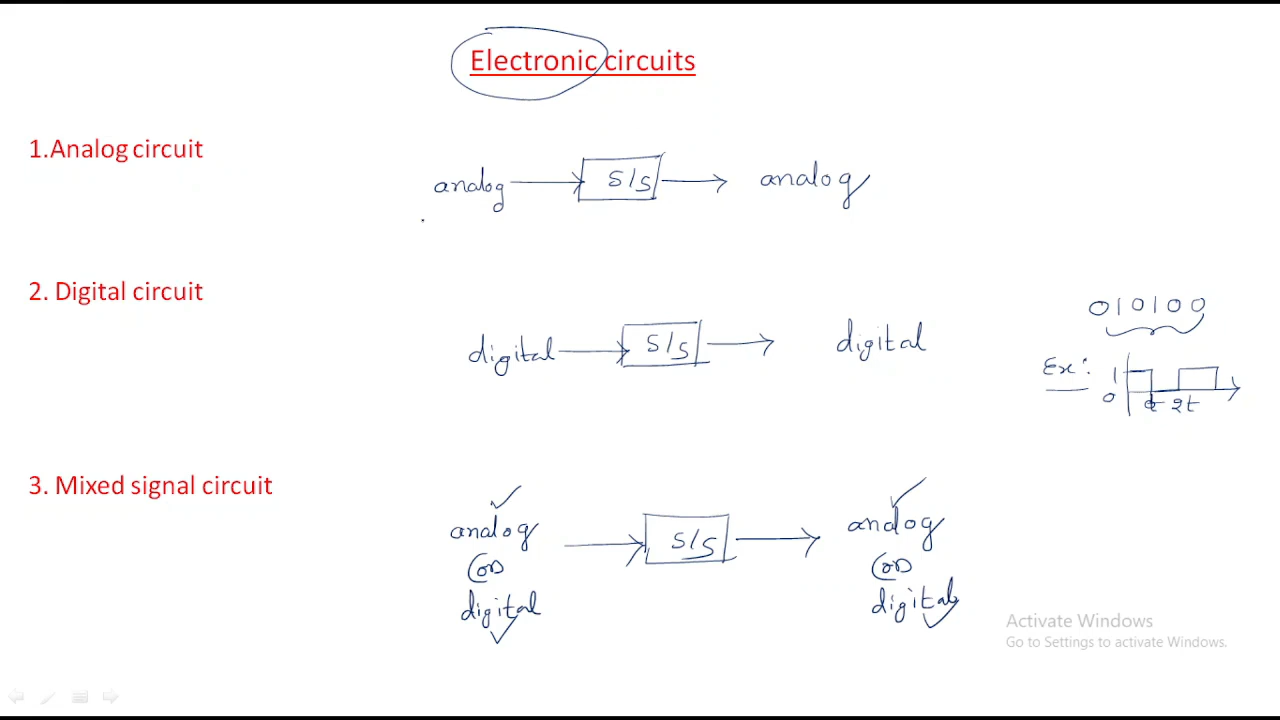 Electronic circuits
1.Analog circuit
analog S/S analog
2. Digital circuit
010100
digital S/S digital
Ex:
1
0
t 2t
3. Mixed signal circuit
analog S/S analog
(or) (or)
digital digital
Activate Windows
Go to Settings to activate Windows.